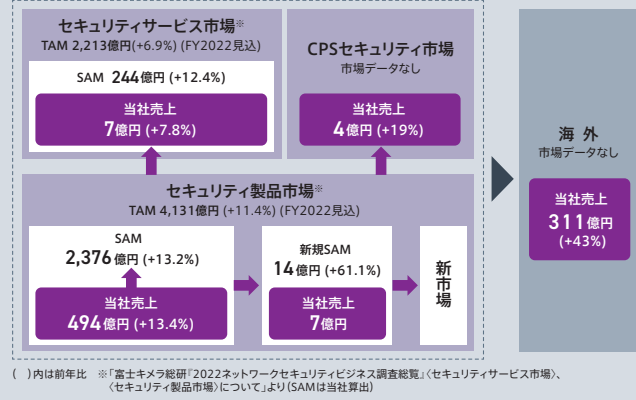 セキュリティサービス市場※
TAM 2,213億円(+6.9%) (FY2022見込)
SAM 244億円 (+12.4%)
当社売上
7億円 (+7.8%)
CPSセキュリティ市場
市場データなし
当社売上
4億円 (+19%)
セキュリティ製品市場※
TAM 4,131億円 (+11.4%) (FY2022見込)
SAM
2,376億円 (+13.2%)
当社売上
494億円 (+13.4%)
新規SAM
14億円 (+61.1%)
当社売上
7億円
新市場
海 外
市場データなし
当社売上
311億円
(+43%)
( )内は前年比 ※「富士キメラ総研『2022ネットワークセキュリティビジネス調査総覧』〈セキュリティサービス市場〉、
〈セキュリティ製品市場〉について」より(SAMは当社算出)